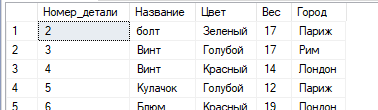 Номер_детали Название Цвет Вес Город
1 2 болт Зеленый 17 Париж
2 3 Винт Голубой 17 Рим
3 4 Винт Красный 14 Лондон
4 5 Кулачок Голубой 12 Париж
5 6 Блюм Красный 19 Лондон